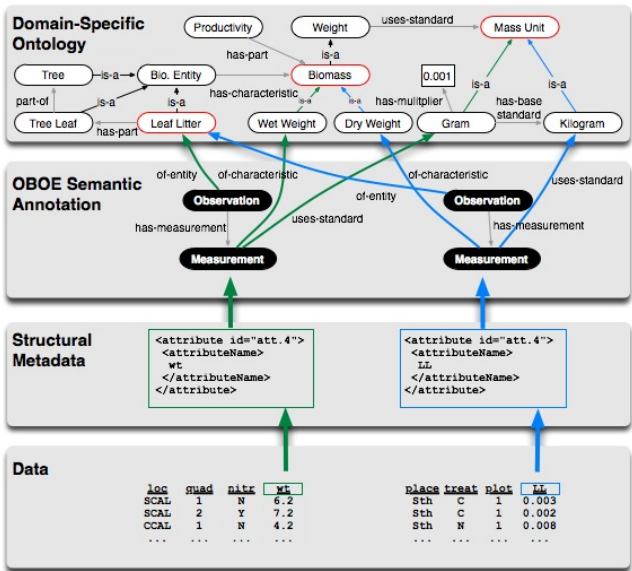 Domain-Specific
Ontology
Productivity
Weight
uses-standard
Mass Unit
has-part
is-a
Tree
is-a
Bio. Entity
Biomass
0.001
is-a
is-a
has-characteristic
part-of
is-a
is-a
is-a
is-a
has-mulitplier
has-base
standard
Tree Leaf
has-part
Leaf Litter
Wet Weight
Dry Weight
Gram
Kilogram
OBOE Semantic
Annotation
of-entity
of-characteristic
of-characteristic
uses-standard
Observation
of-entity
Observation
has-measurement
uses-standard
has-measurement
Measurement
Measurement
Structural
Metadata
<attribute id="att.4">
<attributeName>
wt
</attributeName>
</attribute>
<attribute id="att.4">
<attributeName>
LL
</attributeName>
</attribute>
Data
loc quad nitr wt
SCAL 1 N 6.2
SCAL 2 Y 7.2
CCAL 1 N 4.2
... ... ... ...
place treat plot LL
Sth C 1 0.003
Sth C 1 0.002
Sth N 1 0.008
... ... ... ...